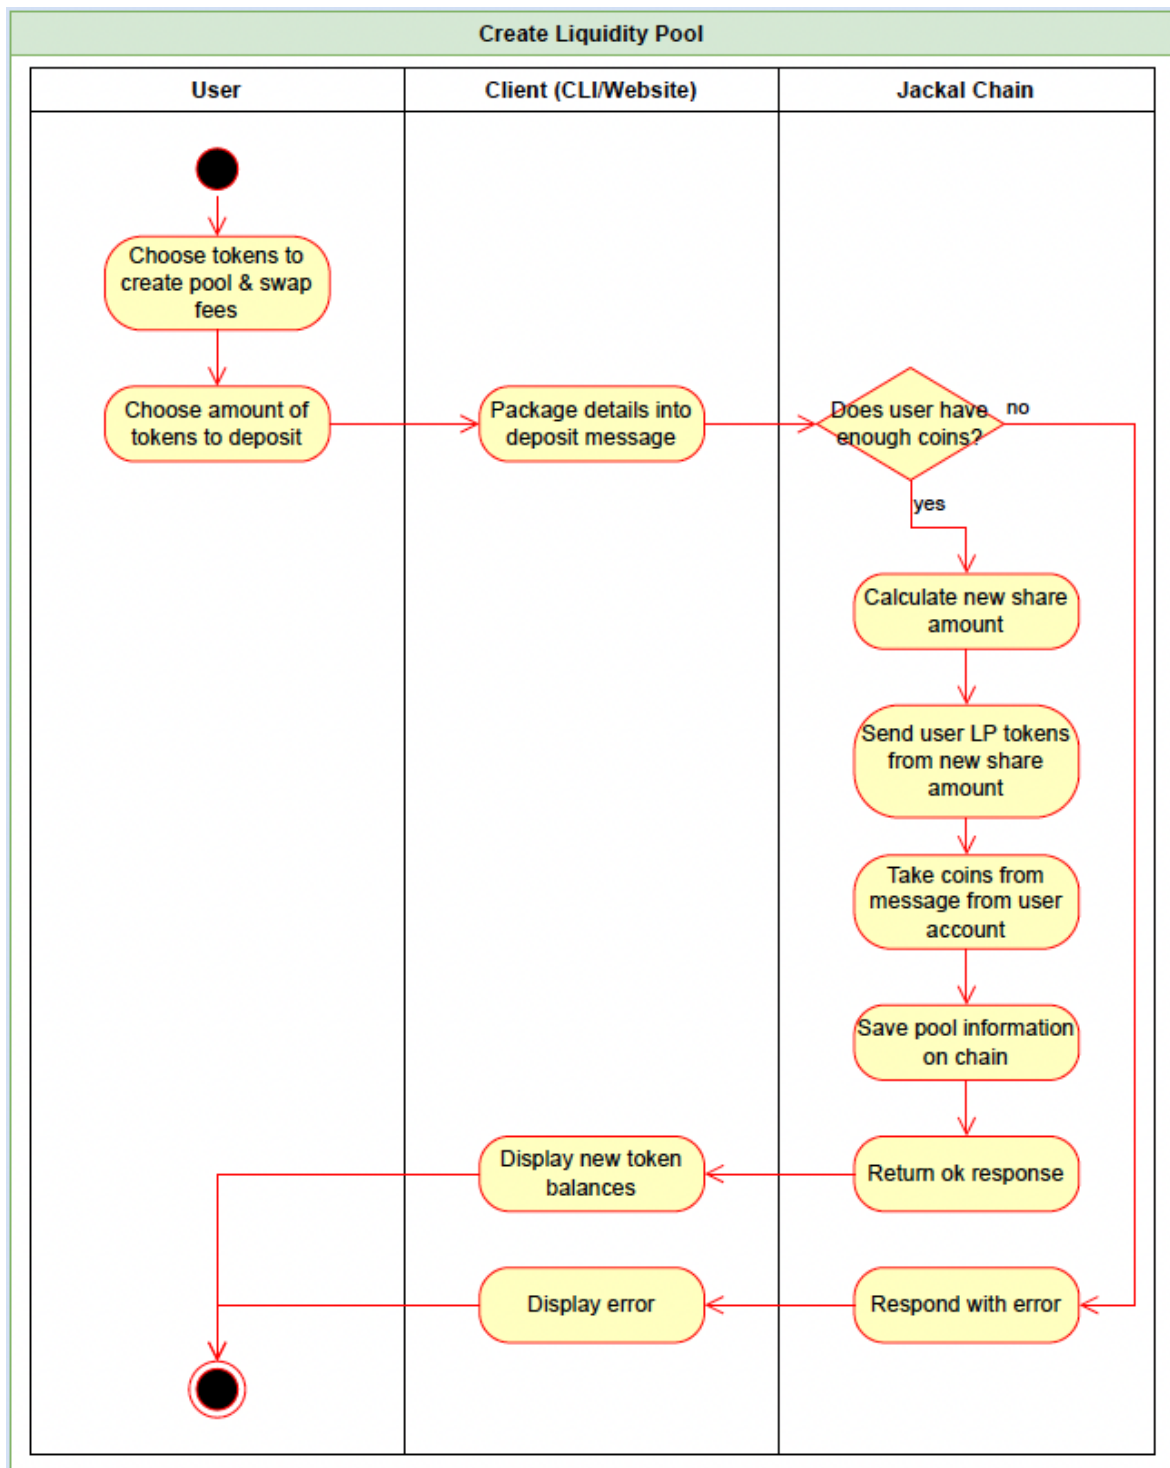 Create Liquidity Pool
User
Client (CLI/Website)
Jackal Chain
Choose tokens to
create pool & swap
fees
Choose amount of
tokens to deposit
Package details into
deposit message
Does user have
enough coins?
no
yes
Calculate new share
amount
Send user LP tokens
from new share
amount
Take coins from
message from user
account
Save pool information
on chain
Return ok response
Display new token
balances
Respond with error
Display error